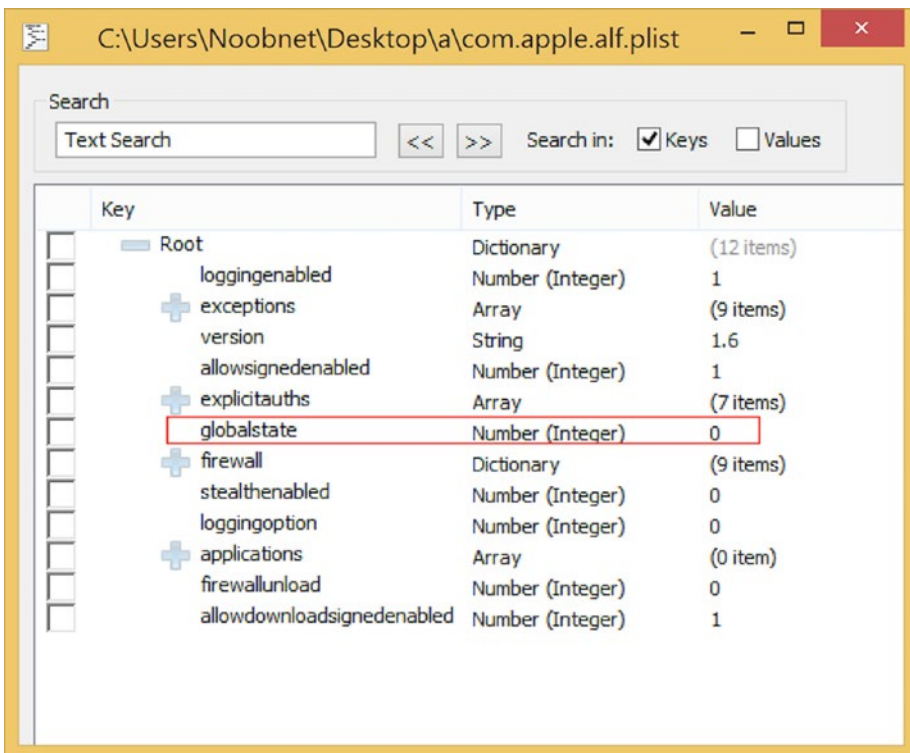 C:\Users\Noobnet\Desktop\a\com.apple.alf.plist
Search
Text Search << >> Search in: Keys Values
Key Type Value
Root Dictionary (12 items)
loggingenabled Number (Integer) 1
exceptions Array (9 items)
version String 1.6
allowsignedenabled Number (Integer) 1
explicitauths Array (7 items)
globalstate Number (Integer) 0
firewall Dictionary (9 items)
stealthenabled Number (Integer) 0
loggingoption Number (Integer) 0
applications Array (0 item)
firewallunload Number (Integer) 0
allowdownloadsignedenabled Number (Integer) 1